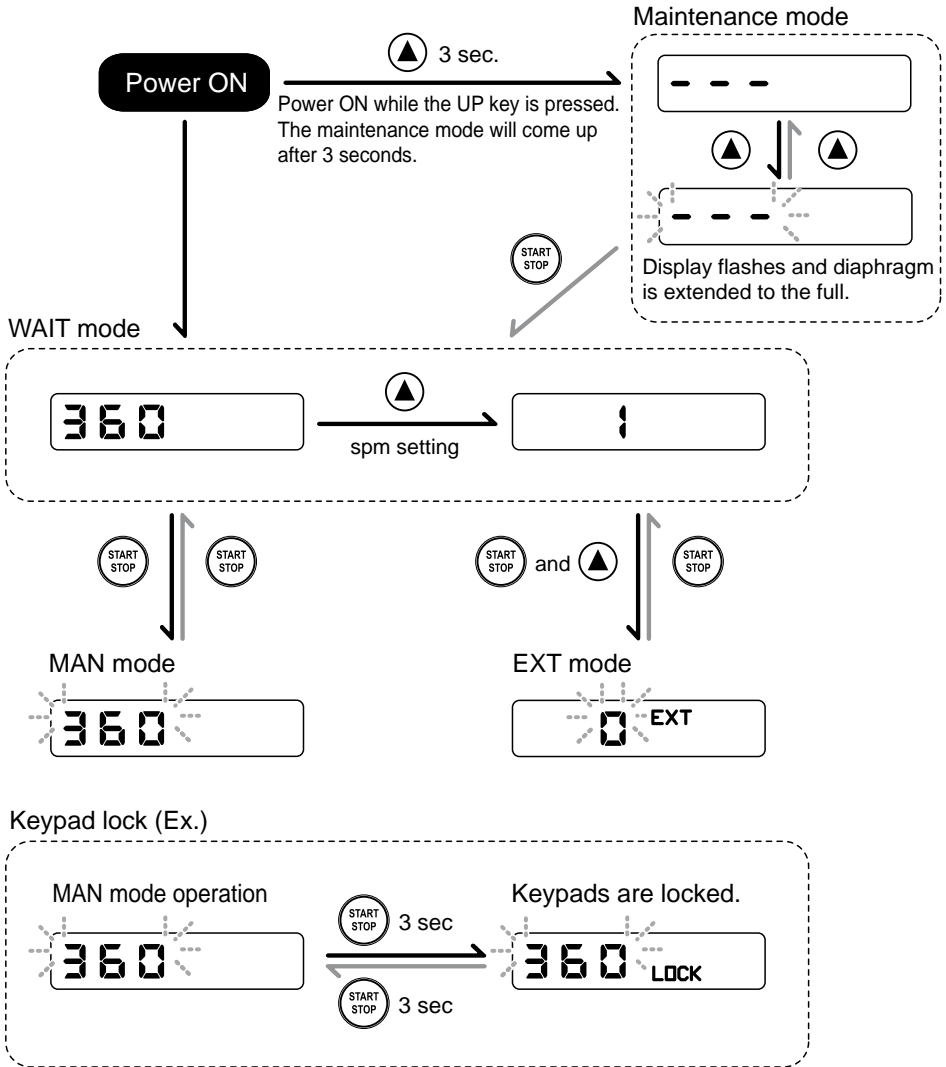 Maintenance mode
3 sec.
Power ON
Power ON while the UP key is pressed.
The maintenance mode will come up
after 3 seconds.
- - -
- - -
START
STOP
Display flashes and diaphragm
is extended to the full.
WAIT mode
360
spm setting
1
START
STOP
START
STOP
START
STOP
and
START
STOP
MAN mode
360
EXT mode
0 EXT
Keypad lock (Ex.)
MAN mode operation
360
START
STOP
3 sec
START
STOP
3 sec
Keypads are locked.
360 LOCK